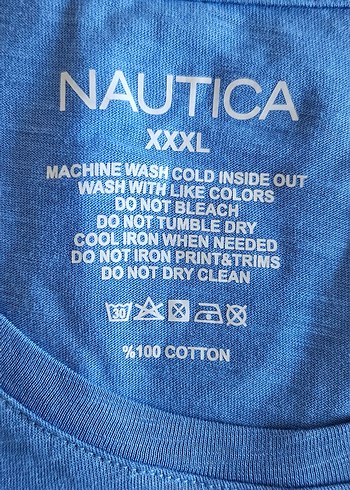 NAUTICA
XXXL
MACHINE WASH COLD INSIDE OUT
WASH WITH LIKE COLORS
DO NOT BLEACH
DO NOT TUMBLE DRY
COOL IRON WHEN NEEDED
DO NOT IRON PRINT&TRIMS
DO NOT DRY CLEAN
30
%100 COTTON